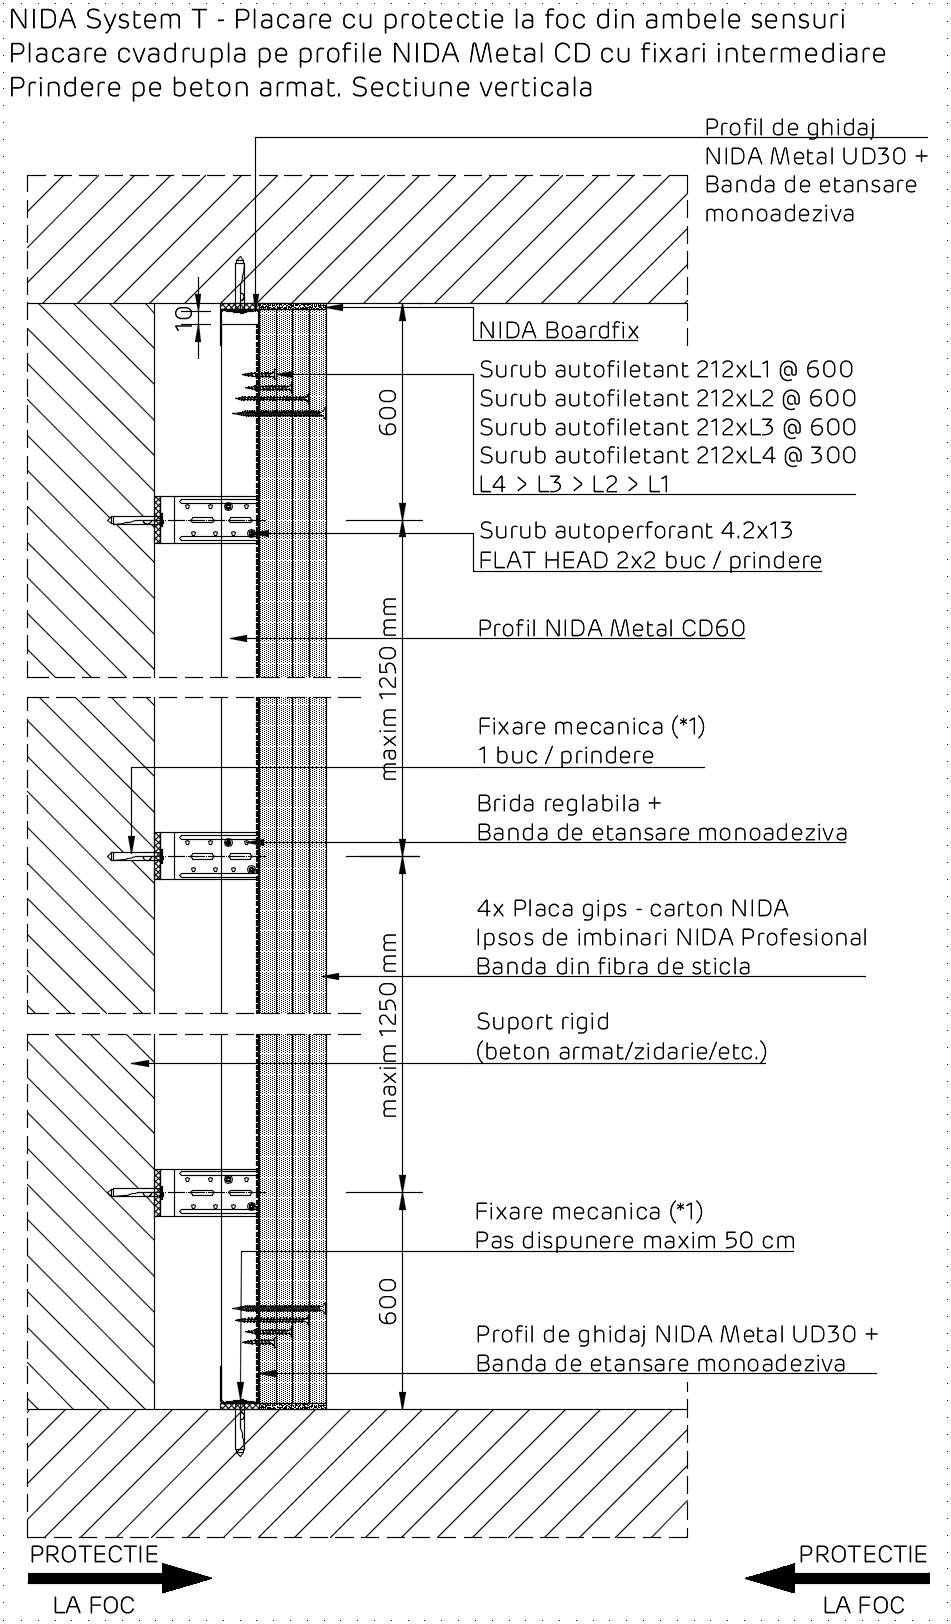 NIDA System T - Placare cu protectie la foc din ambele sensuri
Placare cvadrupla pe profile NIDA Metal CD cu fixari intermediare
Prindere pe beton armat. Sectiune verticala
Profil de ghidaj
NIDA Metal UD30 +
Banda de etansare
monoadeziva
10
NIDA Boardfix
600
Surub autofiletant 212xL1 @ 600
Surub autofiletant 212xL2 @ 600
Surub autofiletant 212xL3 @ 600
Surub autofiletant 212xL4 @ 300
L4 > L3 > L2 > L1
Surub autoperforant 4.2x13
FLAT HEAD 2x2 buc / prindere
Profil NIDA Metal CD60
maxim 1250 mm
Fixare mecanica (*1)
1 buc / prindere
Brida reglabila +
Banda de etansare monoadeziva
4x Placa gips - carton NIDA
Ipsos de imbinari NIDA Profesional
Banda din fibra de sticla
maxim 1250 mm
Suport rigid
(beton armat/zidarie/etc.)
Fixare mecanica (*1)
Pas dispunere maxim 50 cm
600
Profil de ghidaj NIDA Metal UD30 +
Banda de etansare monoadeziva
PROTECTIE
LA FOC
PROTECTIE
LA FOC